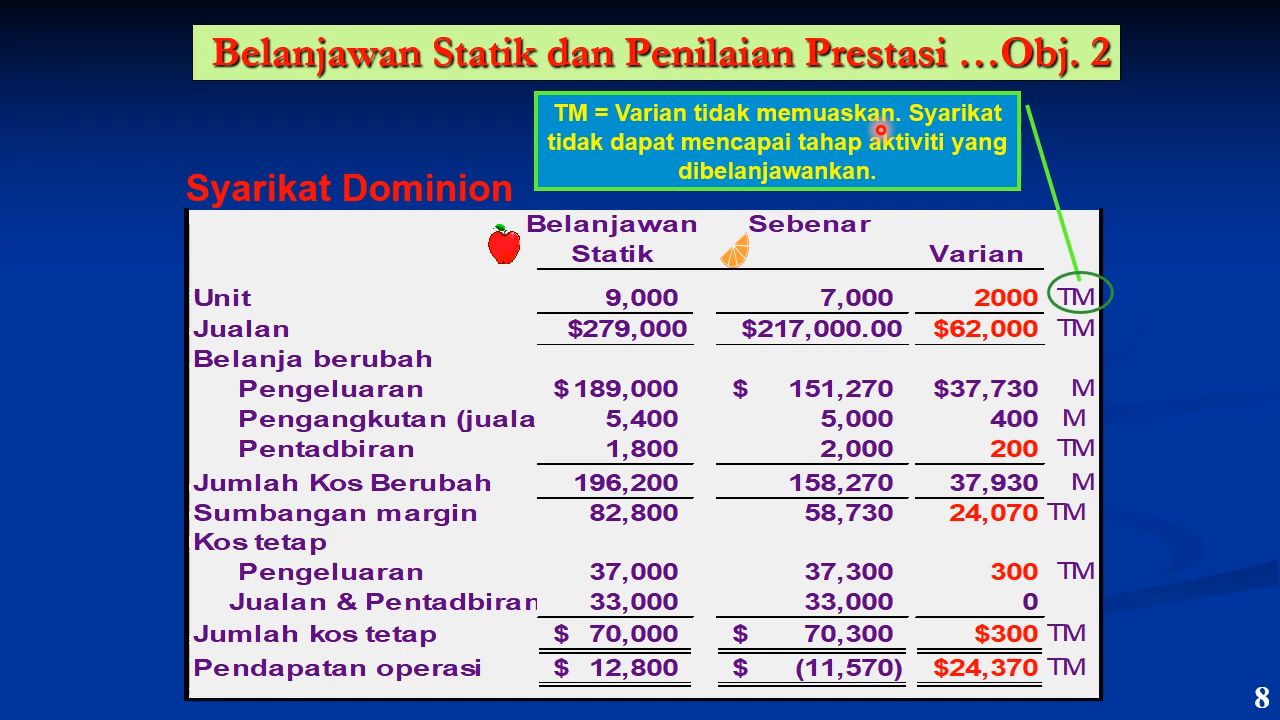 Belanjawan Statik dan Penilaian Prestasi …Obj. 2
TM = Varian tidak memuaskan. Syarikat
tidak dapat mencapai tahap aktiviti yang
dibelanjawankan.
Syarikat Dominion
Belanjawan Sebenar
Statik Varian
Unit 9,000 7,000 2000 TM
Jualan $279,000 $217,000.00 $62,000 TM
Belanja berubah
Pengeluaran $189,000 $ 151,270 $37,730 M
Pengangkutan (juala 5,400 5,000 400 M
Pentadbiran 1,800 2,000 200 TM
Jumlah Kos Berubah 196,200 158,270 37,930 M
Sumbangan margin 82,800 58,730 24,070 TM
Kos tetap
Pengeluaran 37,000 37,300 300 TM
Jualan & Pentadbiran 33,000 33,000 0
Jumlah kos tetap $ 70,000 $ 70,300 $300 TM
Pendapatan operasi $ 12,800 $ (11,570) $24,370 TM
8